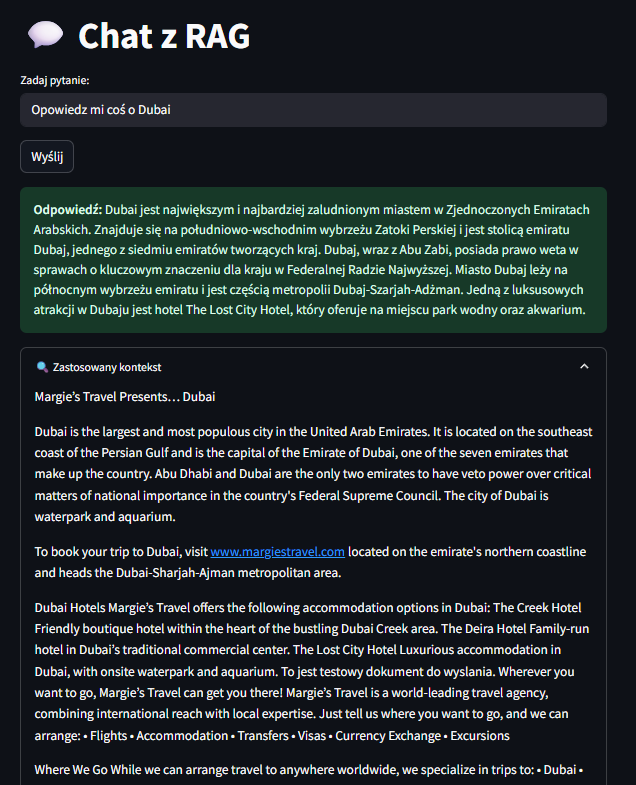 Chat z RAG
Zadaj pytanie:
Opowiedz mi coś o Dubai
Wyślij
Odpowiedź: Dubai jest największym i najbardziej zaludnionym miastem w Zjednoczonych Emiratach
Arabskich. Znajduje się na południowo-wschodnim wybrzeżu Zatoki Perskiej i jest stolicą emiratu
Dubaj, jednego z siedmiu emiratów tworzących kraj. Dubaj, wraz z Abu Zabi, posiada prawo weta w
sprawach o kluczowym znaczeniu dla kraju w Federalnej Radzie Najwyższej. Miasto Dubaj leży na
północnym wybrzeżu emiratu i jest częścią metropolii Dubaj-Szarjah-Adżman. Jedną z luksusowych
atrakcji w Dubaju jest hotel The Lost City Hotel, który oferuje na miejscu park wodny oraz akwarium.
Zastosowany kontekst
Margie’s Travel Presents… Dubai
Dubai is the largest and most populous city in the United Arab Emirates. It is located on the southeast
coast of the Persian Gulf and is the capital of the Emirate of Dubai, one of the seven emirates that
make up the country. Abu Dhabi and Dubai are the only two emirates to have veto power over critical
matters of national importance in the country's Federal Supreme Council. The city of Dubai is
waterpark and aquarium.
To book your trip to Dubai, visit www.margiestravel.com located on the emirate's northern coastline
and heads the Dubai-Sharjah-Ajman metropolitan area.
Dubai Hotels Margie’s Travel offers the following accommodation options in Dubai: The Creek Hotel
Friendly boutique hotel within the heart of the bustling Dubai Creek area. The Deira Hotel Family-run
hotel in Dubai’s traditional commercial center. The Lost City Hotel Luxurious accommodation in
Dubai, with onsite waterpark and aquarium. To jest testowy dokument do wyslania. Wherever you
want to go, Margie’s Travel can get you there! Margie’s Travel is a world-leading travel agency,
combining international reach with local expertise. Just tell us where you want to go, and we can
arrange: • Flights • Accommodation • Transfers • Visas • Currency Exchange • Excursions
Where We Go While we can arrange travel to anywhere worldwide, we specialize in trips to: • Dubai •